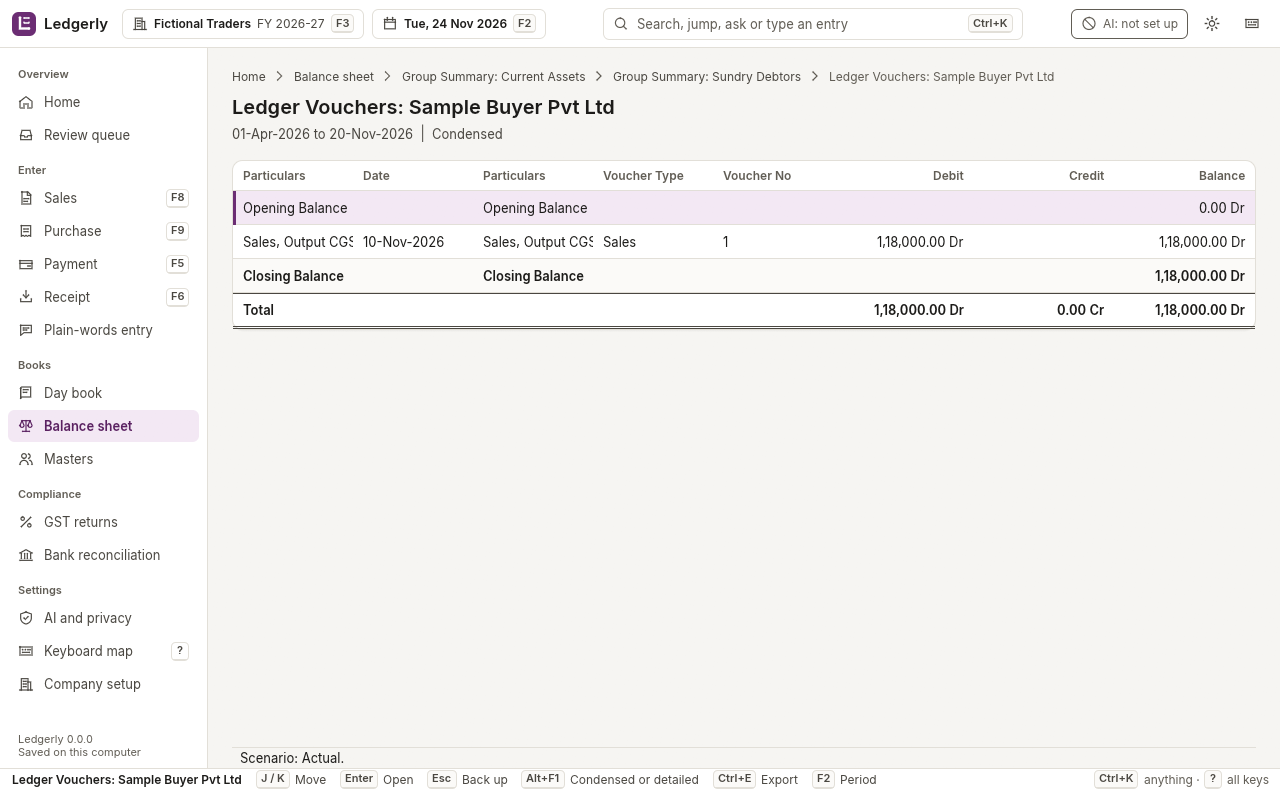 Ledgerly
Fictional Traders FY 2026-27 F3
Tue, 24 Nov 2026 F2
Search, jump, ask or type an entry Ctrl+K
AI: not set up
Overview
Home
Review queue
Enter
Sales F8
Purchase F9
Payment F5
Receipt F6
Plain-words entry
Books
Day book
Balance sheet
Masters
Compliance
GST returns
Bank reconciliation
Settings
AI and privacy
Keyboard map ?
Company setup
Ledgerly 0.0.0
Saved on this computer
Home > Balance sheet > Group Summary: Current Assets > Group Summary: Sundry Debtors > Ledger Vouchers: Sample Buyer Pvt Ltd
Ledger Vouchers: Sample Buyer Pvt Ltd
01-Apr-2026 to 20-Nov-2026 | Condensed
Particulars Date Particulars Voucher Type Voucher No Debit Credit Balance
Opening Balance Opening Balance 0.00 Dr
Sales, Output CGS 10-Nov-2026 Sales, Output CGS Sales 1 1,18,000.00 Dr 1,18,000.00 Dr
Closing Balance Closing Balance 1,18,000.00 Dr
Total 1,18,000.00 Dr 0.00 Cr 1,18,000.00 Dr
Scenario: Actual.
Ledger Vouchers: Sample Buyer Pvt Ltd J / K Move Enter Open Esc Back up Alt+F1 Condensed or detailed Ctrl+E Export F2 Period Ctrl+K anything · ? all keys